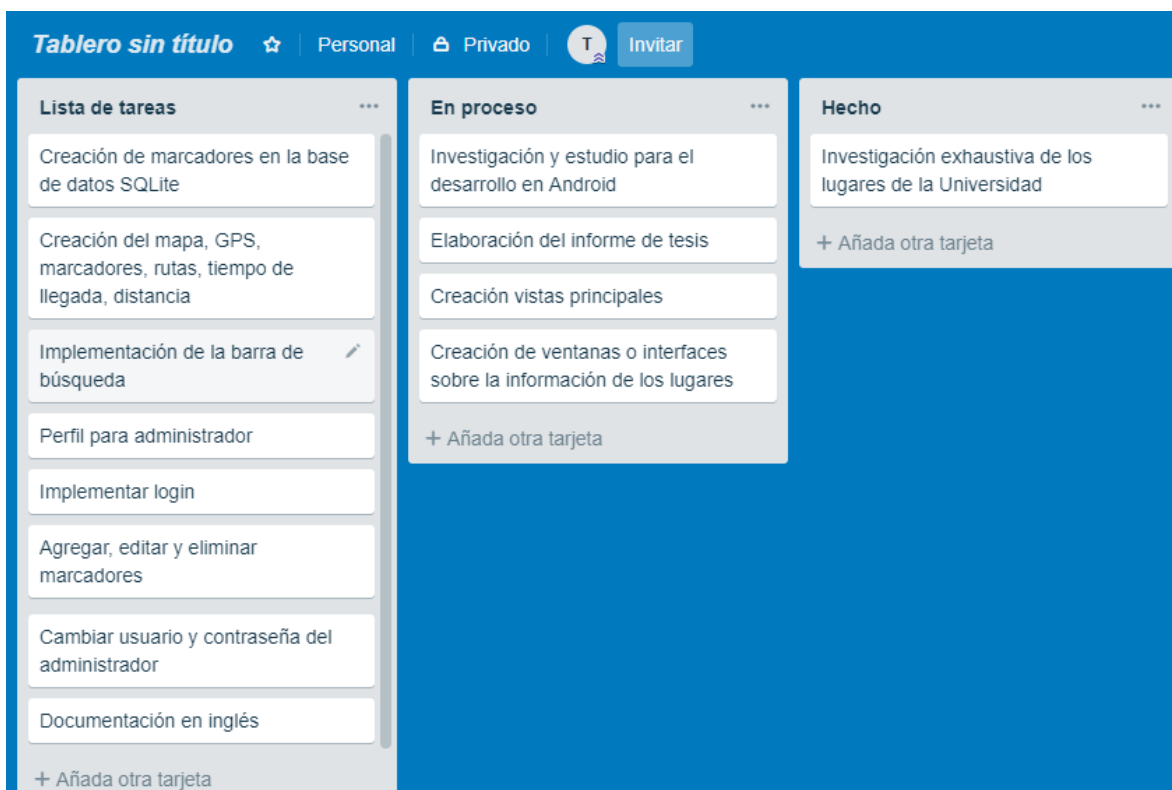 Tablero sin título
Personal
Privado
T
Invitar
Lista de tareas
Creación de marcadores en la base
de datos SQLite
Creación del mapa, GPS,
marcadores, rutas, tiempo de
llegada, distancia
Implementación de la barra de
búsqueda
Perfil para administrador
Implementar login
Agregar, editar y eliminar
marcadores
Cambiar usuario y contraseña del
administrador
Documentación en inglés
+ Añada otra tarjeta
En proceso
Investigación y estudio para el
desarrollo en Android
Elaboración del informe de tesis
Creación vistas principales
Creación de ventanas o interfaces
sobre la información de los lugares
+ Añada otra tarjeta
Hecho
Investigación exhaustiva de los
lugares de la Universidad
+ Añada otra tarjeta